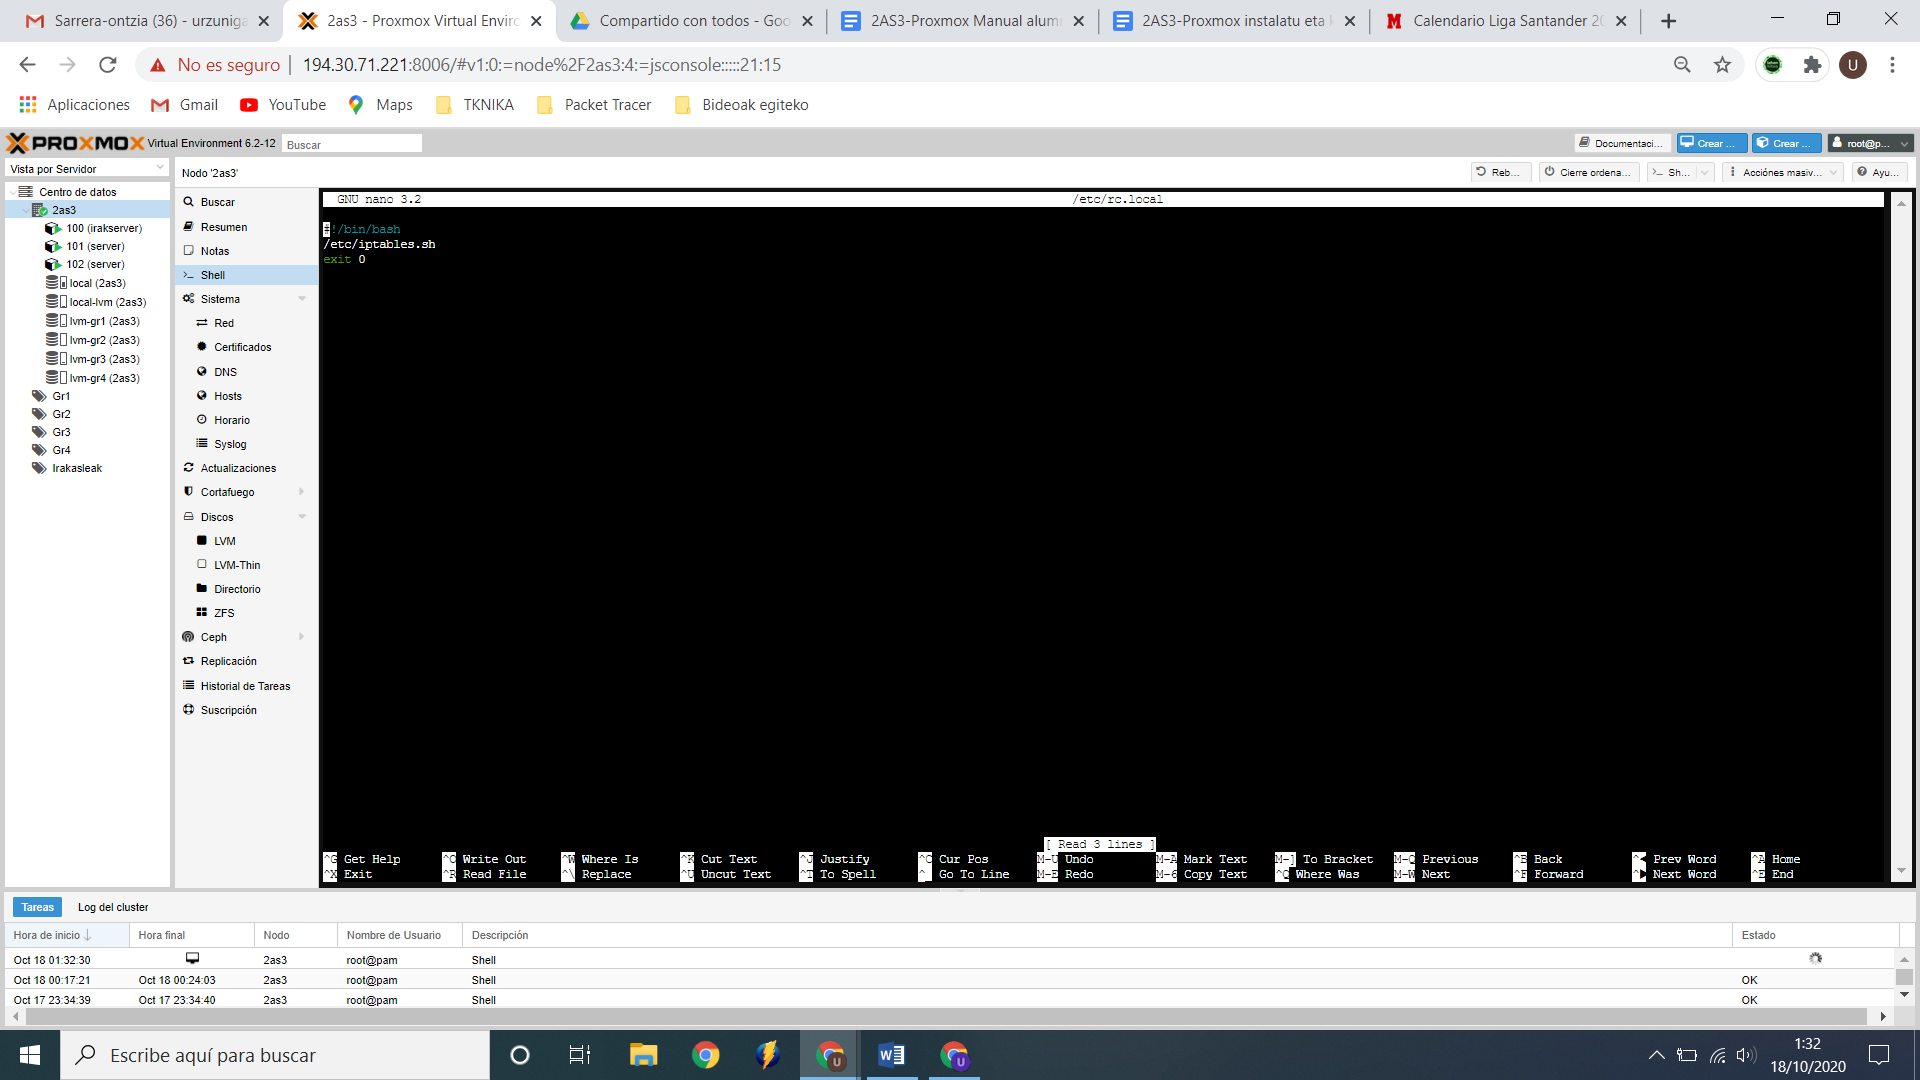 Sarrera-ontzia (36) - urzuniga
2as3 - Proxmox Virtual Enviro
Compartido con todos - Goo
2AS3-Proxmox Manual alum
2AS3-Proxmox instalatu eta k
Calendario Liga Santander 20
No es seguro
194.30.71.221:8006/#v1:0:=node%2F2as3:4:=jsconsole:::::21:15
U
Aplicaciones
Gmail
YouTube
Maps
TKNIKA
Packet Tracer
Bideoak egiteko
PROXMOX Virtual Environment 6.2-12
Buscar
Documentaci...
Crear ...
Crear ...
root@p...
Vista por Servidor
Nodo '2as3'
Reb...
Cierre ordena...
Sh...
Acciónes masiv...
Ayu...
Centro de datos
2as3
100 (irakserver)
101 (server)
102 (server)
local (2as3)
local-lvm (2as3)
lvm-gr1 (2as3)
lvm-gr2 (2as3)
lvm-gr3 (2as3)
lvm-gr4 (2as3)
Gr1
Gr2
Gr3
Gr4
Irakasleak
Buscar
Resumen
Notas
Shell
Sistema
Red
Certificados
DNS
Hosts
Horario
Syslog
Actualizaciones
Cortafuego
Discos
LVM
LVM-Thin
Directorio
ZFS
Ceph
Replicación
Historial de Tareas
Suscripción
GNU nano 3.2 /etc/rc.local
#!/bin/bash
/etc/iptables.sh
exit 0
[ Read 3 lines ]
^G Get Help ^O Write Out ^W Where Is ^K Cut Text ^J Justify ^C Cur Pos M-U Undo M-A Mark Text M-] To Bracket M-Q Previous ^B Back ^◀ Prev Word ^A Home
^X Exit ^R Read File ^\ Replace ^U Uncut Text ^T To Spell ^_ Go To Line M-E Redo M-6 Copy Text ^Q Where Was M-W Next ^F Forward ^▶ Next Word ^E End
Tareas
Log del cluster
Hora de inicio Hora final Nodo Nombre de Usuario Descripción Estado
Oct 18 01:32:30 2as3 root@pam Shell
Oct 18 00:17:21 Oct 18 00:24:03 2as3 root@pam Shell OK
Oct 17 23:34:39 Oct 17 23:34:40 2as3 root@pam Shell OK
Escribe aquí para buscar
1:32
18/10/2020